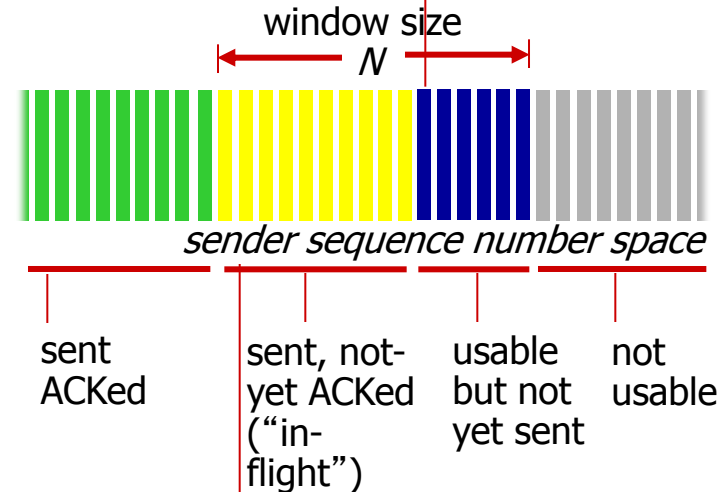 window size
N
sender sequence number space
sent
ACKed
sent, not-
yet ACKed
(“in-
flight”)
usable
but not
yet sent
not
usable